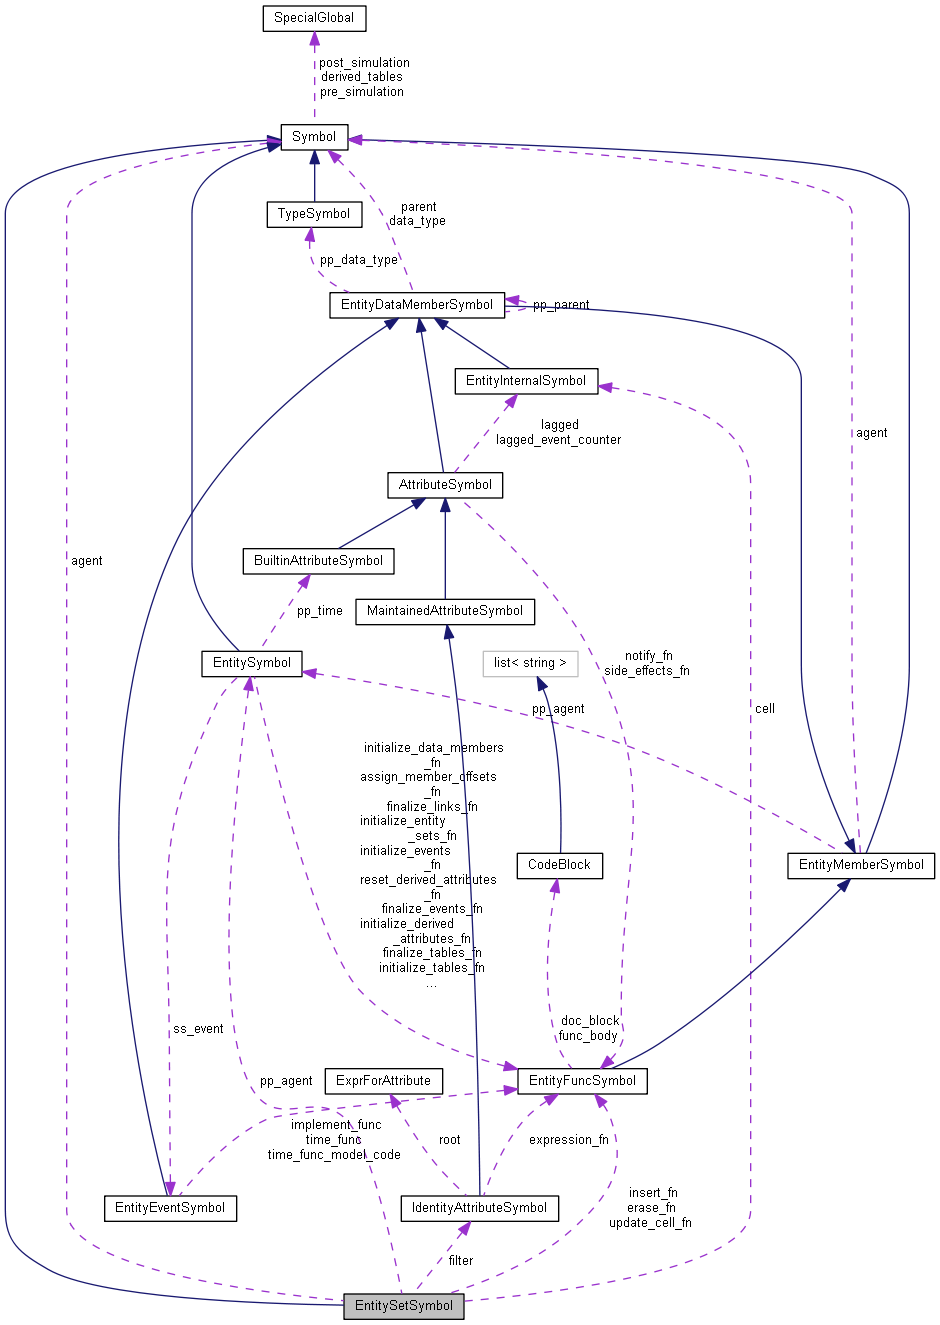 SpecialGlobal
post_simulation
derived_tables
pre_simulation
Symbol
TypeSymbol
parent
data_type
pp_data_type
EntityDataMemberSymbol
pp_parent
EntityInternalSymbol
lagged
lagged_event_counter
agent
AttributeSymbol
agent
BuiltinAttributeSymbol
pp_time
MaintainedAttributeSymbol
EntitySymbol
list< string >
notify_fn
side_effects_fn
pp_agent
cell
initialize_data_members
_fn
assign_member_offsets
_fn
finalize_links_fn
initialize_entity
_sets_fn
initialize_events
_fn
reset_derived_attributes
_fn
finalize_events_fn
initialize_derived
_attributes_fn
finalize_tables_fn
initialize_tables_fn
...
CodeBlock
EntityMemberSymbol
ss_event
doc_block
func_body
pp_agent
ExprForAttribute
EntityFuncSymbol
implement_func
time_func
time_func_model_code
root
expression_fn
EntityEventSymbol
IdentityAttributeSymbol
insert_fn
erase_fn
update_cell_fn
filter
EntitySetSymbol